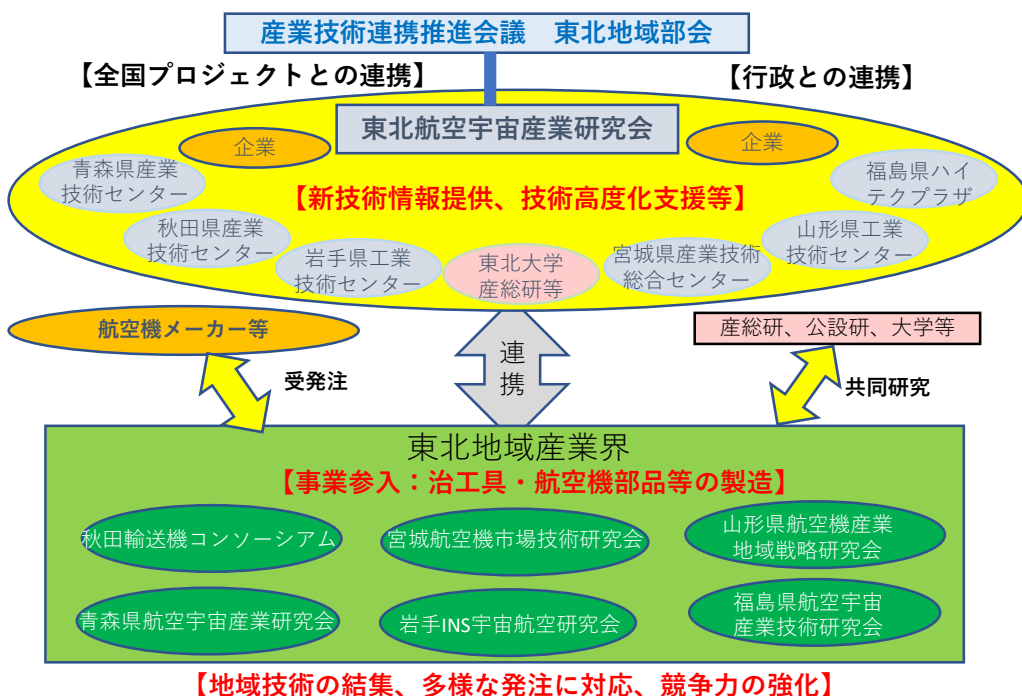 産業技術連携推進会議　東北地域部会
【全国プロジェクトとの連携】
【行政との連携】
東北航空宇宙産業研究会
企業
企業
青森県産業
技術センター
福島県ハイ
テクプラザ
【新技術情報提供、技術高度化支援等】
秋田県産業
技術センター
山形県工業
技術センター
岩手県工業
技術センター
東北大学
産総研等
宮城県産業技術
総合センター
航空機メーカー等
産総研、公設研、大学等
連
携
受発注
共同研究
東北地域産業界
【事業参入：治工具・航空機部品等の製造】
秋田輸送機コンソーシアム
宮城航空機市場技術研究会
山形県航空機産業
地域戦略研究会
青森県航空宇宙産業研究会
岩手INS宇宙航空研究会
福島県航空宇宙
産業技術研究会
【地域技術の結集、多様な発注に対応、競争力の強化】